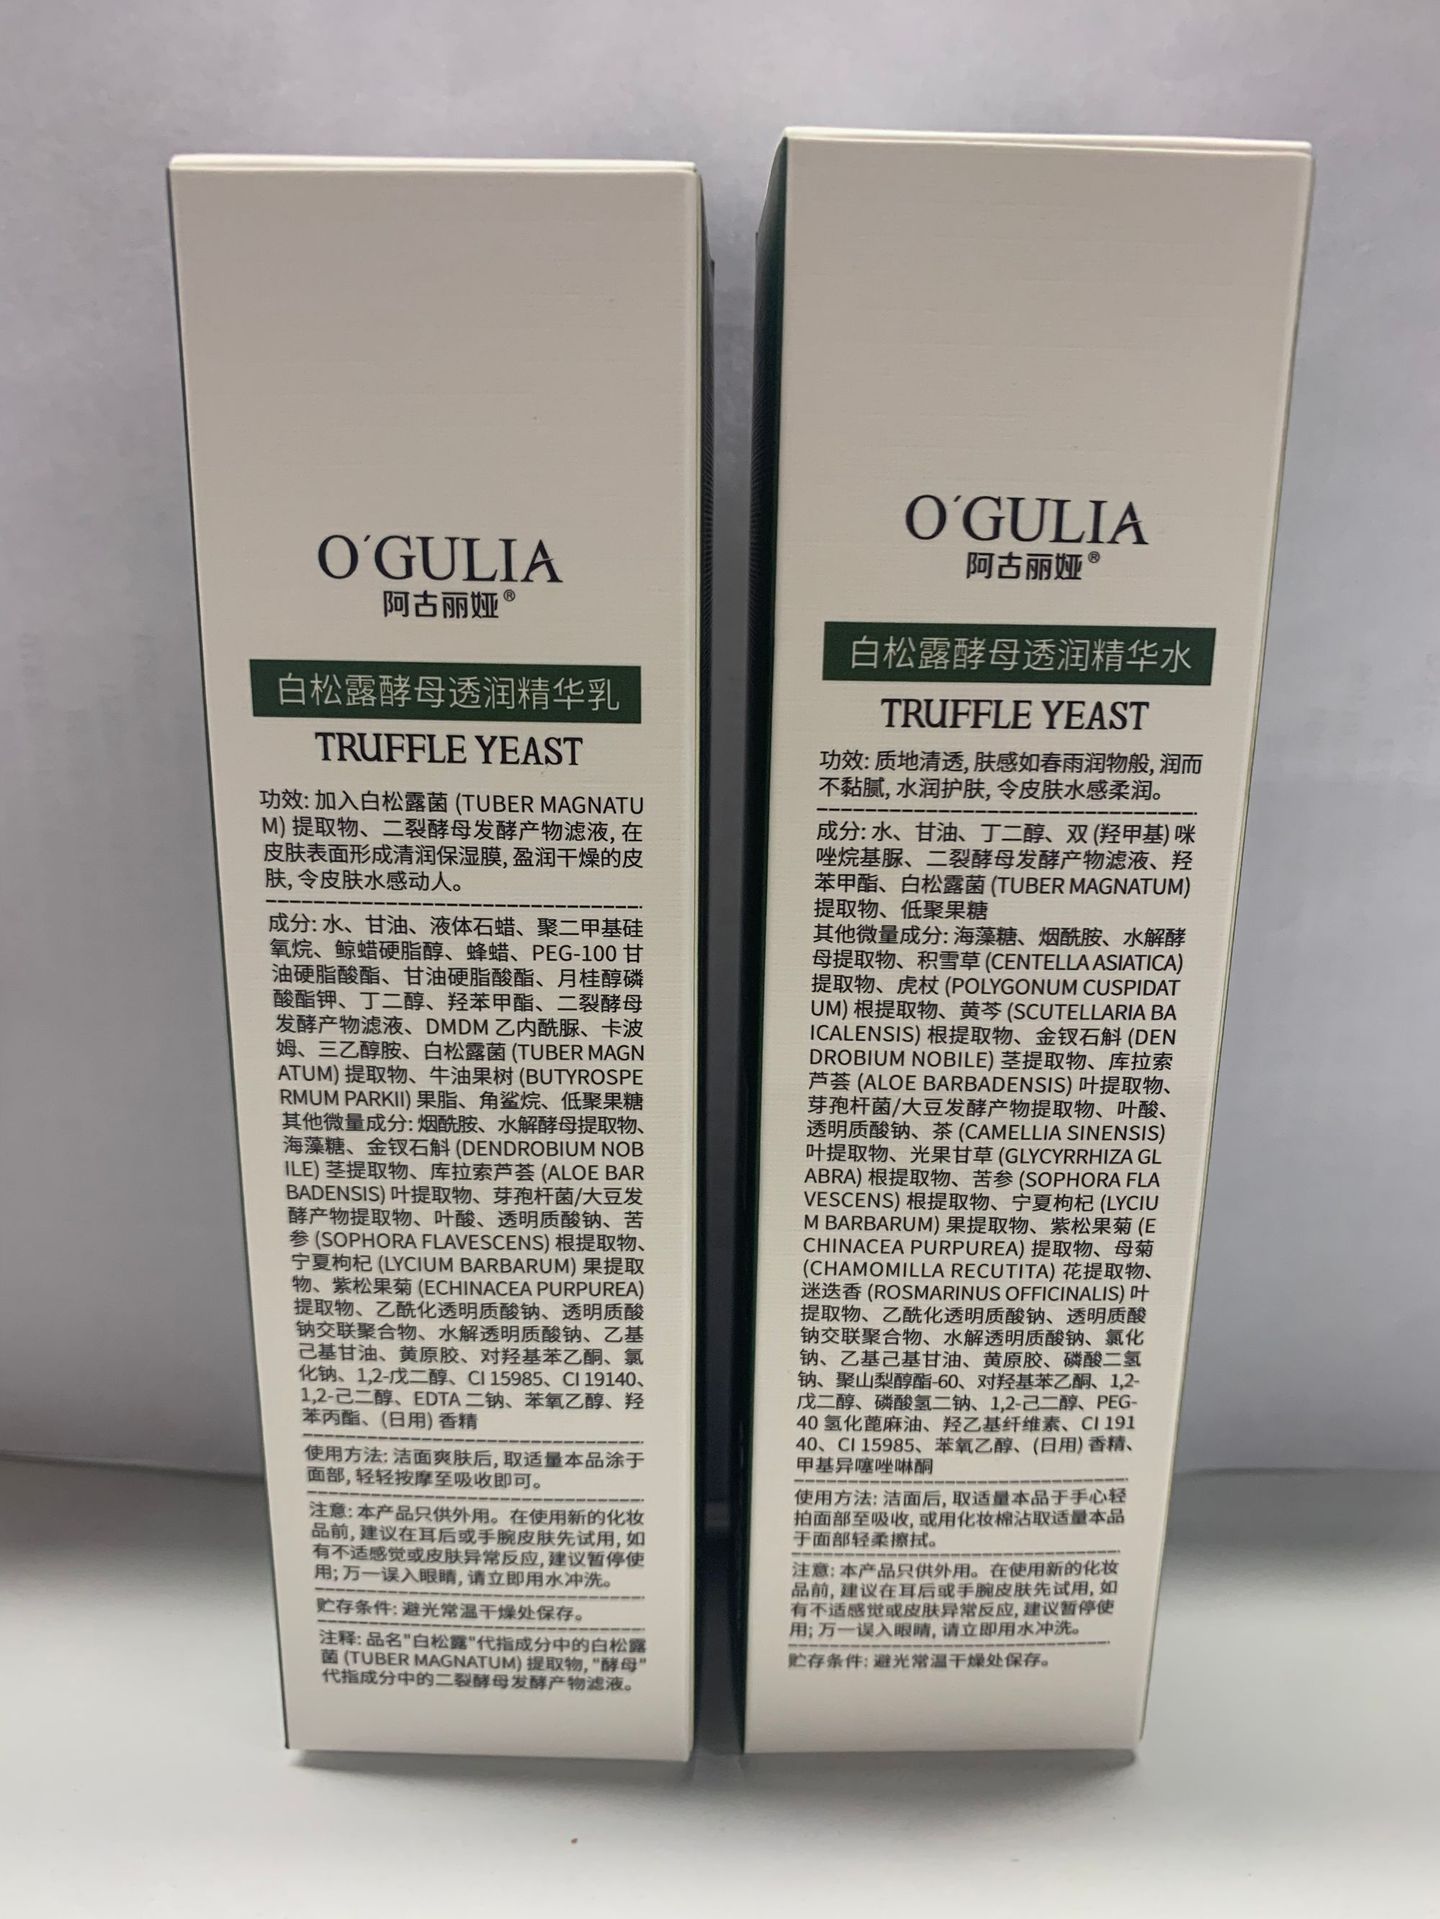 O'GULIA
阿古丽娅®
白松露酵母透润精华乳
TRUFFLE YEAST
功效: 加入白松露菌 (TUBER MAGNATU
M) 提取物、二裂酵母发酵产物滤液, 在
皮肤表面形成清润保湿膜, 盈润干燥的皮
肤, 令皮肤水感动人。
成分: 水、甘油、液体石蜡、聚二甲基硅
氧烷、鲸蜡硬脂醇、蜂蜡、PEG-100 甘
油硬脂酸酯、甘油硬脂酸酯、月桂醇磷
酸酯钾、丁二醇、羟苯甲酯、二裂酵母
发酵产物滤液、DMDM 乙内酰脲、卡波
姆、三乙醇胺、白松露菌 (TUBER MAGN
ATUM) 提取物、牛油果树 (BUTYROSPE
RMUM PARKII) 果脂、角鲨烷、低聚果糖
其他微量成分: 烟酰胺、水解酵母提取物、
海藻糖、金钗石斛 (DENDROBIUM NOB
ILE) 茎提取物、库拉索芦荟 (ALOE BAR
BADENSIS) 叶提取物、芽孢杆菌/大豆发
酵产物提取物、叶酸、透明质酸钠、苦
参 (SOPHORA FLAVESCENS) 根提取物、
宁夏枸杞 (LYCIUM BARBARUM) 果提取
物、紫松果菊 (ECHINACEA PURPUREA)
提取物、乙酰化透明质酸钠、透明质酸
钠交联聚合物、水解透明质酸钠、乙基
己基甘油、黄原胶、对羟基苯乙酮、氯
化钠、1,2-戊二醇、CI 15985、CI 19140、
1,2-己二醇、EDTA 二钠、苯氧乙醇、羟
苯丙酯、(日用) 香精
使用方法: 洁面爽肤后, 取适量本品涂于
面部, 轻轻按摩至吸收即可。
注意: 本产品只供外用。在使用新的化妆
品前, 建议在耳后或手腕皮肤先试用, 如
有不适感觉或皮肤异常反应, 建议暂停使
用; 万一误入眼睛, 请立即用水冲洗。
贮存条件: 避光常温干燥处保存。
注释: 品名"白松露"代指成分中的白松露
菌 (TUBER MAGNATUM) 提取物, "酵母"
代指成分中的二裂酵母发酵产物滤液。
O'GULIA
阿古丽娅®
白松露酵母透润精华水
TRUFFLE YEAST
功效: 质地清透, 肤感如春雨润物般, 润而
不黏腻, 水润护肤, 令皮肤水感柔润。
成分: 水、甘油、丁二醇、双 (羟甲基) 咪
唑烷基脲、二裂酵母发酵产物滤液、羟
苯甲酯、白松露菌 (TUBER MAGNATUM)
提取物、低聚果糖
其他微量成分: 海藻糖、烟酰胺、水解酵
母提取物、积雪草 (CENTELLA ASIATICA)
提取物、虎杖 (POLYGONUM CUSPIDAT
UM) 根提取物、黄芩 (SCUTELLARIA BA
ICALENSIS) 根提取物、金钗石斛 (DEN
DROBIUM NOBILE) 茎提取物、库拉索
芦荟 (ALOE BARBADENSIS) 叶提取物、
芽孢杆菌/大豆发酵产物提取物、叶酸、
透明质酸钠、茶 (CAMELLIA SINENSIS)
叶提取物、光果甘草 (GLYCYRRHIZA GL
ABRA) 根提取物、苦参 (SOPHORA FLA
VESCENS) 根提取物、宁夏枸杞 (LYCIU
M BARBARUM) 果提取物、紫松果菊 (E
CHINACEA PURPUREA) 提取物、母菊
(CHAMOMILLA RECUTITA) 花提取物、
迷迭香 (ROSMARINUS OFFICINALIS) 叶
提取物、乙酰化透明质酸钠、透明质酸
钠交联聚合物、水解透明质酸钠、氯化
钠、乙基己基甘油、黄原胶、磷酸二氢
钠、聚山梨醇酯-60、对羟基苯乙酮、1,2-
戊二醇、磷酸氢二钠、1,2-己二醇、PEG-
40 氢化蓖麻油、羟乙基纤维素、CI 191
40、CI 15985、苯氧乙醇、(日用) 香精、
甲基异噻唑啉酮
使用方法: 洁面后, 取适量本品于手心轻
拍面部至吸收, 或用化妆棉沾取适量本品
于面部轻柔擦拭。
注意: 本产品只供外用。在使用新的化妆
品前, 建议在耳后或手腕皮肤先试用, 如
有不适感觉或皮肤异常反应, 建议暂停使
用; 万一误入眼睛, 请立即用水冲洗。
贮存条件: 避光常温干燥处保存。